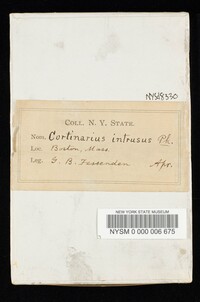 NYSf8330
COLL. N. Y. STATE.
Nom. Cortinarius intrusus Pk.
Loc. Boston, Mass.
Leg. G. B. Fessenden Apr.
NEW YORK STATE MUSEUM
NYSM 0 000 006 675